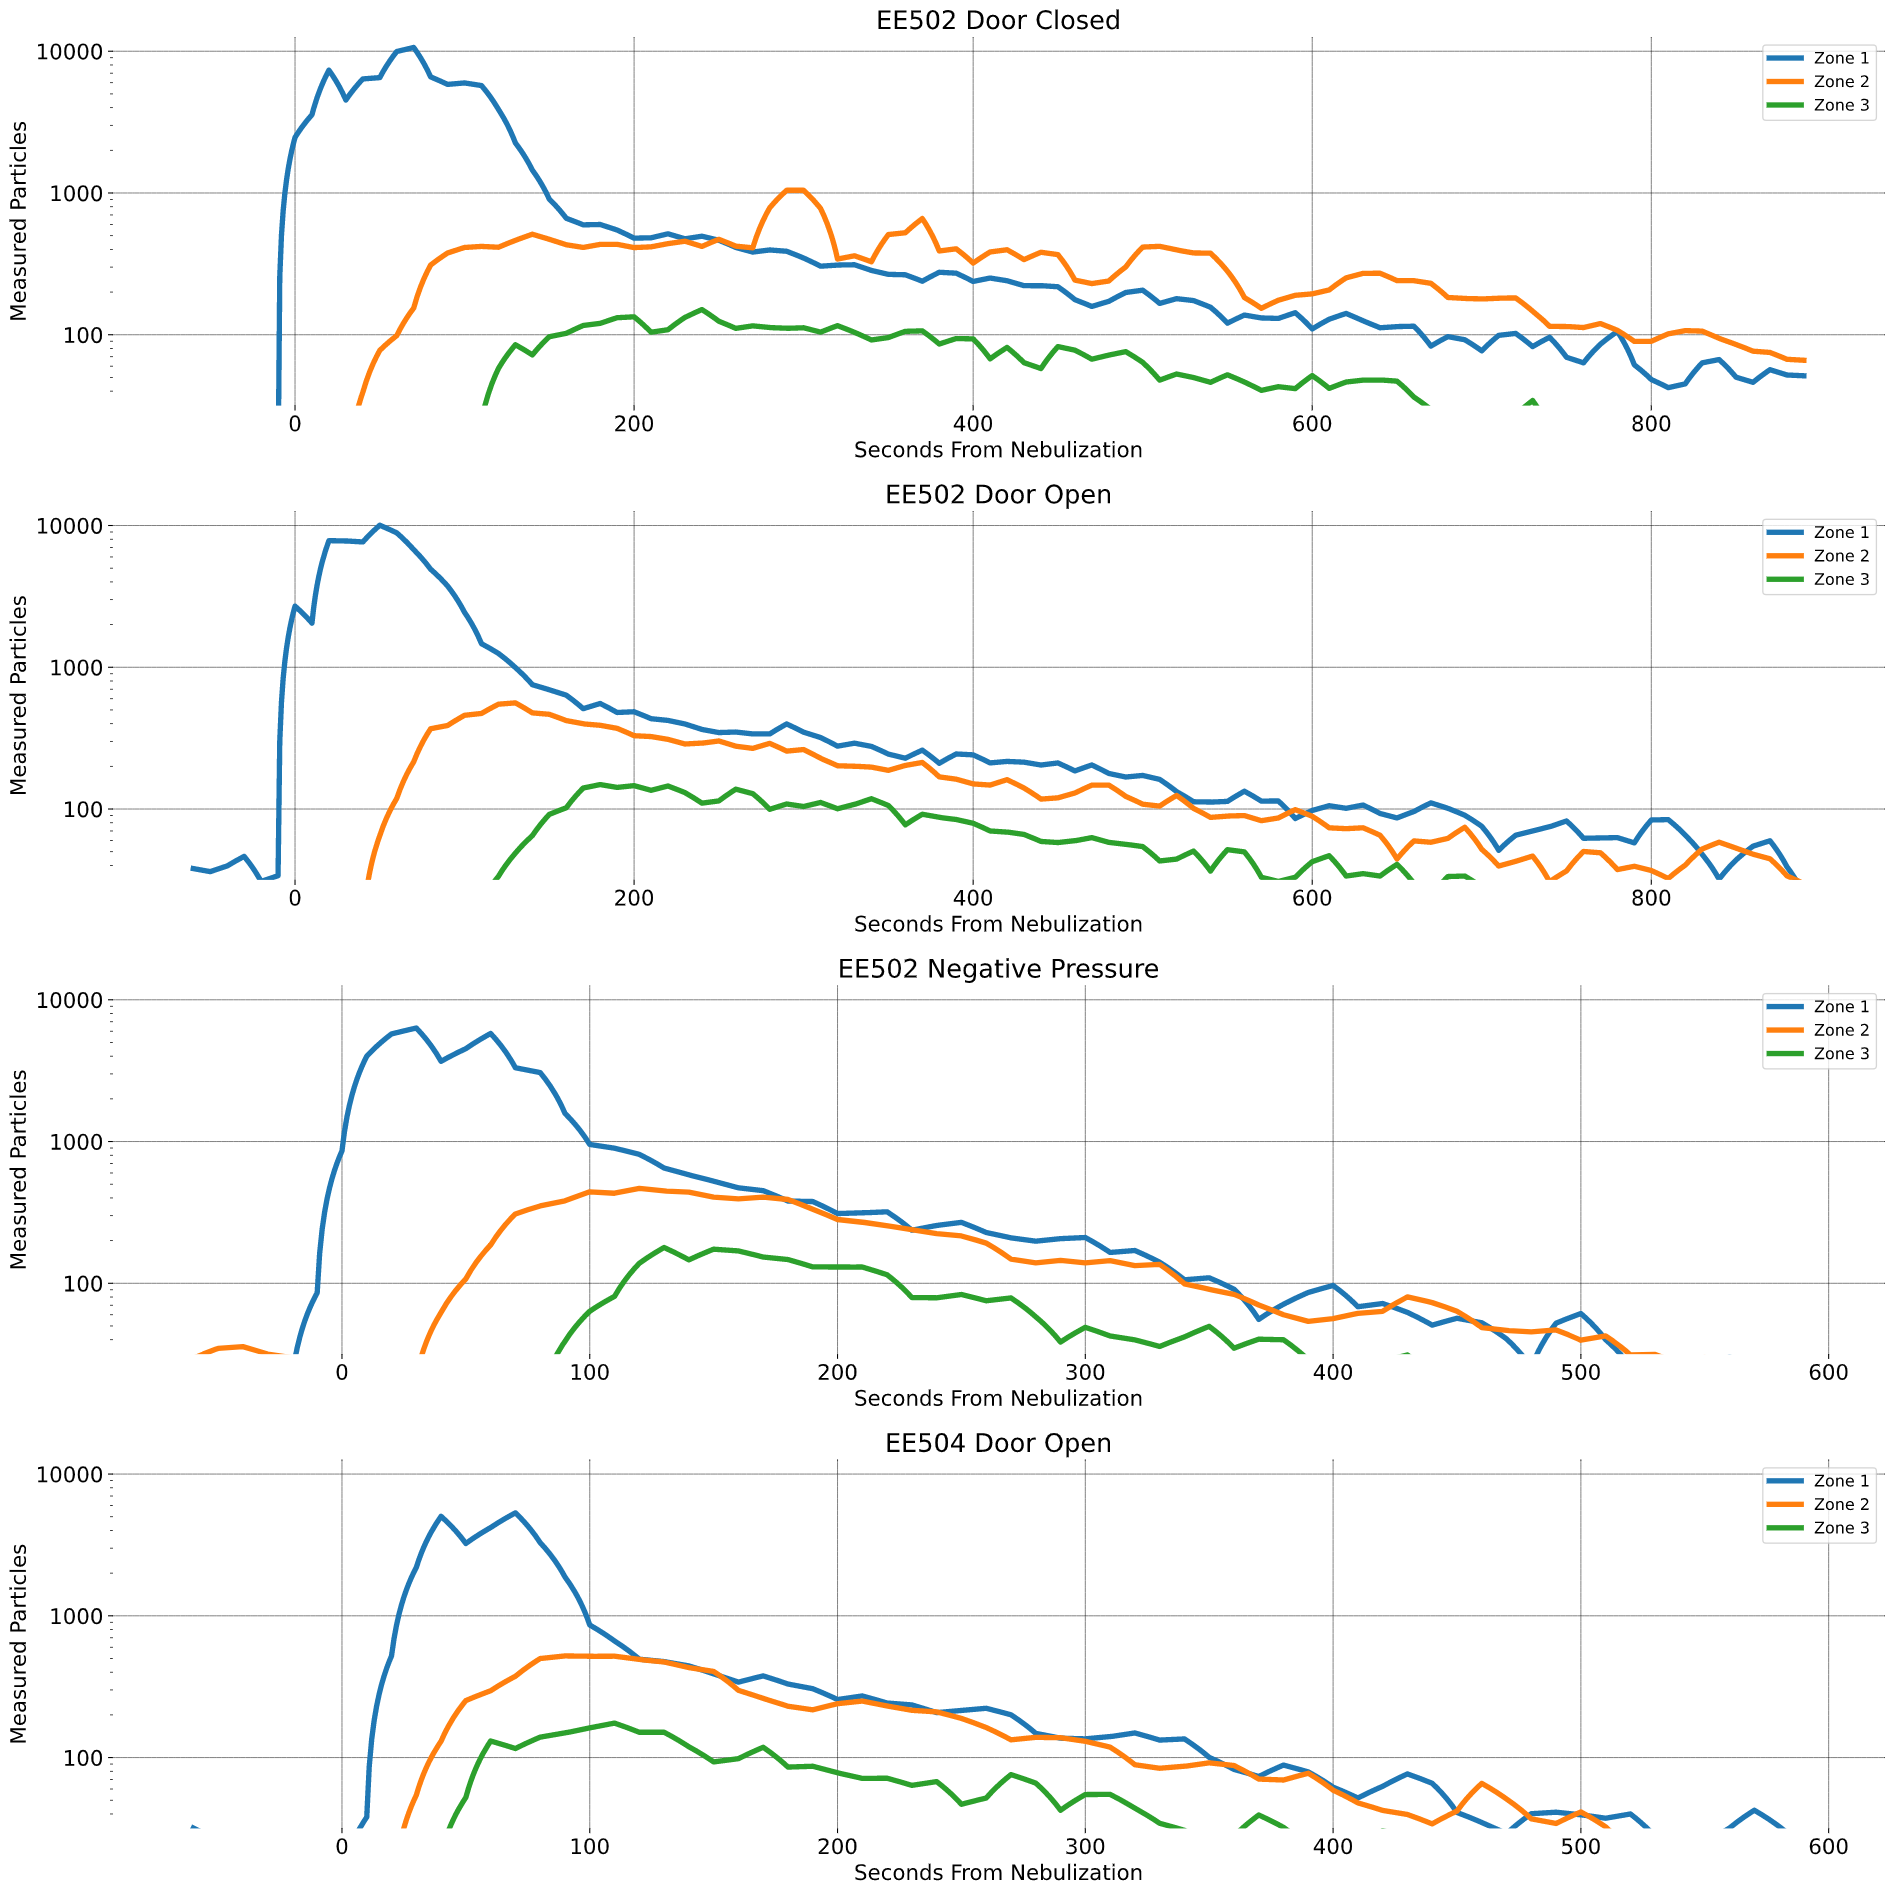 EE502 Door Closed
Measured Particles
10000
1000
100
Zone 1
Zone 2
Zone 3
0 200 400 600 800
Seconds From Nebulization
EE502 Door Open
Measured Particles
10000
1000
100
Zone 1
Zone 2
Zone 3
0 200 400 600 800
Seconds From Nebulization
EE502 Negative Pressure
Measured Particles
10000
1000
100
Zone 1
Zone 2
Zone 3
0 100 200 300 400 500 600
Seconds From Nebulization
EE504 Door Open
Measured Particles
10000
1000
100
Zone 1
Zone 2
Zone 3
0 100 200 300 400 500 600
Seconds From Nebulization